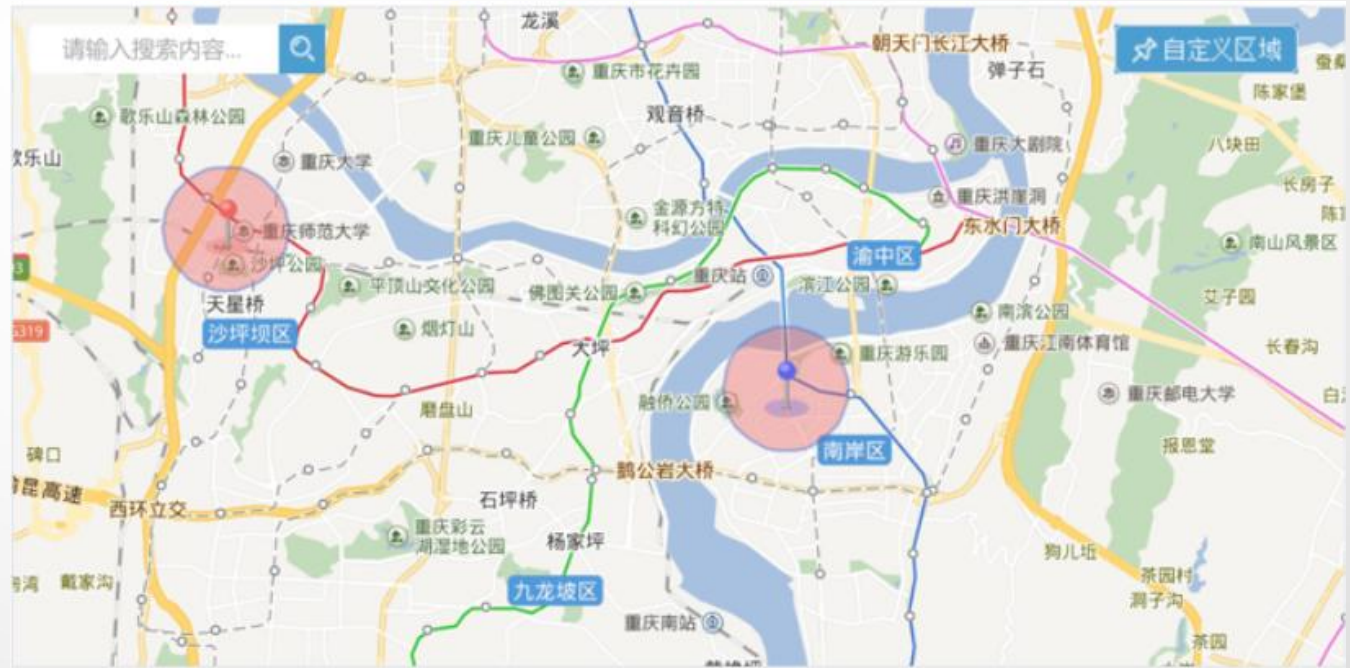 龙溪
请输入搜索内容...
朝天门长江大桥
自定义区域
弹子石
重庆市花卉园
陈家堡
歌乐山森林公园
观音桥
重庆儿童公园
重庆大剧院
八块田
歌乐山
重庆大学
长房子
重庆洪崖洞
金源方特
科幻公园
东水门大桥
重庆师范大学
南山风景区
渝中区
沙坪公园
重庆站
滨江公园
平顶山文化公园
佛图关公园
艾子园
天星桥
南滨公园
G319
沙坪坝区
烟灯山
重庆江南体育馆
大坪
重庆游乐园
长春沟
重庆邮电大学
融侨公园
磨盘山
南岸区
报恩堂
碑口
鹅公岩大桥
渝昆高速
石坪桥
西环立交
重庆彩云
湖湿地公园
杨家坪
狗儿坵
茶园村
戴家沟
九龙坡区
洞子沟
重庆南站
茶园